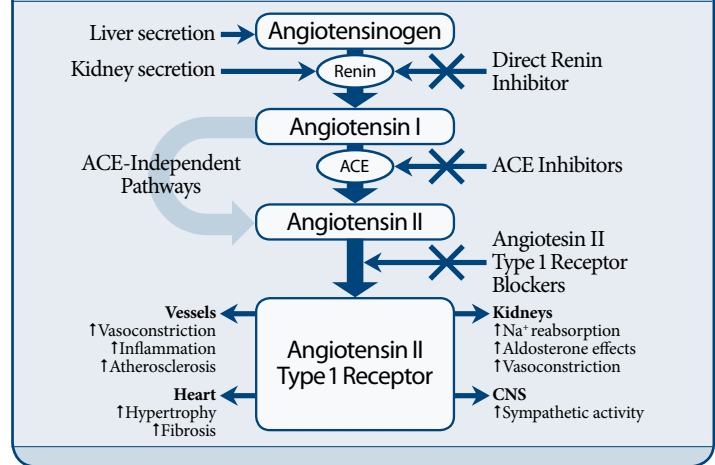 Liver secretion
Angiotensinogen
Kidney secretion
Renin
Direct Renin
Inhibitor
Angiotensin I
ACE-Independent
Pathways
ACE
ACE Inhibitors
Angiotensin II
Angiotesin II
Type 1 Receptor
Blockers
Vessels
↑Vasoconstriction
↑Inflammation
↑Atherosclerosis
Heart
↑Hypertrophy
↑Fibrosis
Angiotensin II
Type 1 Receptor
Kidneys
↑Na⁺ reabsorption
↑Aldosterone effects
↑Vasoconstriction
CNS
↑Sympathetic activity